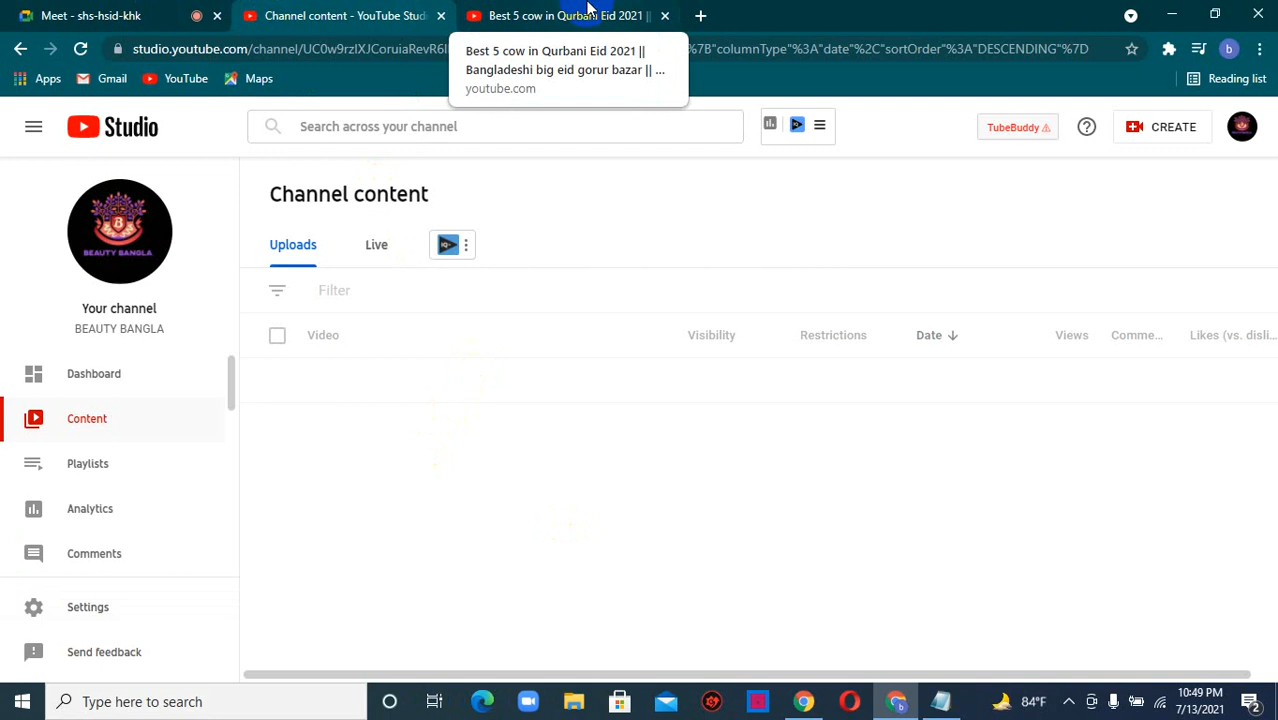 Meet - shs-hsid-khk
Channel content - YouTube Studi
Best 5 cow in Qurbani Eid 2021 ||
studio.youtube.com/channel/UC0w9rzIXJCoruiaRevR6l
%7B"columnType"%3A"date"%2C"sortOrder"%3A"DESCENDING"%7D
b
Apps
Gmail
YouTube
Maps
Reading list
Best 5 cow in Qurbani Eid 2021 ||
Bangladeshi big eid gorur bazar || ...
youtube.com
Studio
Search across your channel
IQ
TubeBuddy
CREATE
Channel content
BEAUTY BANGLA
Uploads
Live
IQ
Your channel
BEAUTY BANGLA
Filter
Video
Visibility
Restrictions
Date
Views
Comme...
Likes (vs. disli...
Dashboard
Content
Playlists
Analytics
Comments
Settings
Send feedback
Type here to search
84°F
10:49 PM
7/13/2021
2